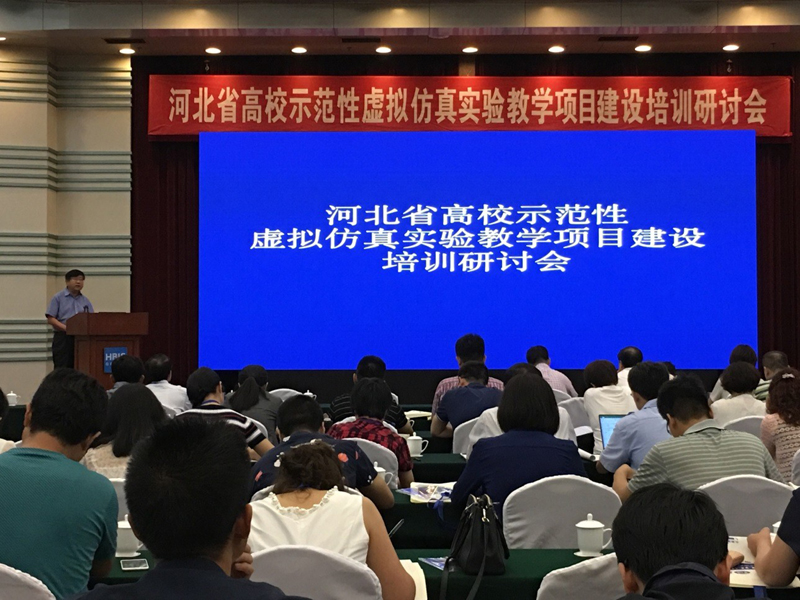 河北省高校示范性虚拟仿真实验教学项目建设培训研讨会
河北省高校示范性
虚拟仿真实验教学项目建设
培训研讨会